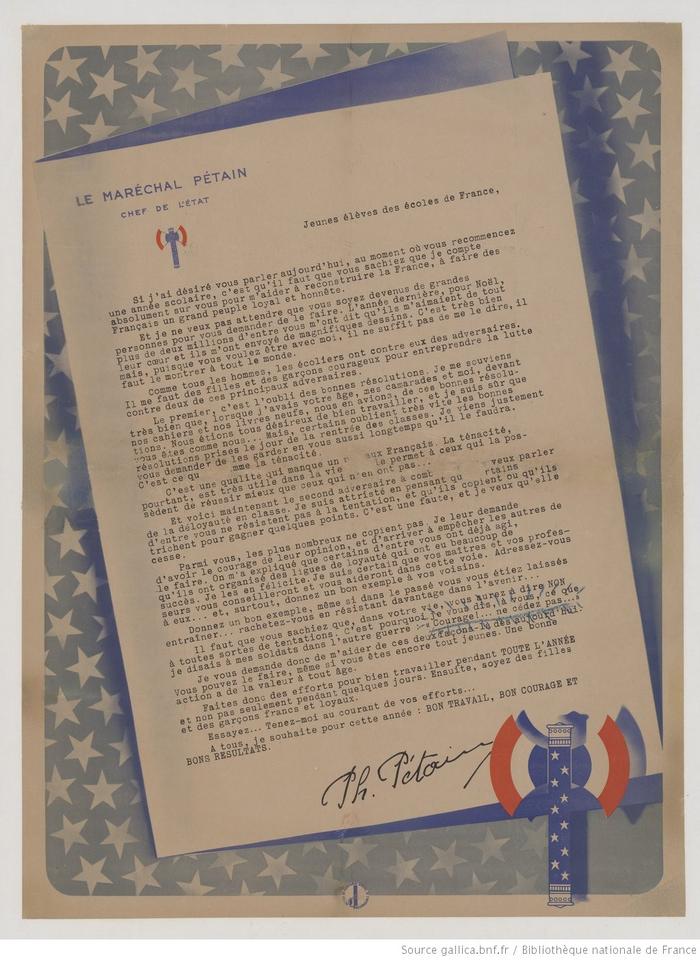 LE MARÉCHAL PÉTAIN
CHEF DE L'ÉTAT
Jeunes élèves des écoles de France,
Si j'ai désiré vous parler aujourd'hui, au moment où vous recommencez
une année scolaire, c'est qu'il faut que vous sachiez que je compte
absolument sur vous pour m'aider à reconstruire la France, à faire des
Français un grand peuple loyal et honnête.
Et je ne veux pas attendre que vous soyez devenus de grandes
personnes pour vous demander de le faire. L'année dernière, pour Noël,
plus de deux millions d'entre vous m'ont dit qu'ils m'aimaient de tout
leur cœur et ils m'ont envoyé de magnifiques dessins. C'est très bien
mais, puisque vous voulez être avec moi, il ne suffit pas de me le dire, il
faut le montrer à tout le monde.
Comme tous les hommes, les écoliers ont contre eux des adversaires.
Il me faut des filles et des garçons courageux pour entreprendre la lutte
contre deux de ces principaux adversaires.
Le premier, c'est l'oubli des bonnes résolutions. Je me souviens
très bien que, lorsque j'avais votre âge, mes camarades et moi, devant
nos cahiers et nos livres neufs, nous en avions, de ces bonnes résolu-
tions. Nous étions tous désireux de bien travailler, et je suis sûr que
vous êtes comme nous... Mais, certains oublient très vite les bonnes
résolutions prises le jour de la rentrée des classes. Je viens justement
vous demander de les garder en vous aussi longtemps qu'il le faudra.
C'est ce qu' mme la ténacité.
C'est une qualité qui manque un aux Français. La ténacité,
pourtant, est très utile dans la vie le permet à ceux qui la pos-
sèdent de réussir mieux que ceux qui n'en ont pas...
Et voici maintenant le second adversaire à comb veux parler
de la déloyauté en classe. Je suis attristé en pensant qu rtains
d'entre vous ne résistent pas à la tentation, et qu'ils copient ou qu'ils
trichent pour gagner quelques points. C'est une faute, et je veux qu'elle
cesse.
Parmi vous, les plus nombreux ne copient pas. Je leur demande
d'avoir le courage de leur opinion, et d'arriver à empêcher les autres de
le faire. On m'a expliqué que certains d'entre vous ont déjà agi,
qu'ils ont organisé des ligues de loyauté qui ont eu beaucoup de
succès. Je les en félicite. Je suis certain que vos maîtres et vos profes-
seurs vous conseilleront et vous aideront dans cette voie. Adressez-vous
à eux... et, surtout, donnez un bon exemple à vos voisins.
Donnez un bon exemple, même si dans le passé vous vous étiez laissés
entraîner... rachetez-vous en résistant davantage dans l'avenir...
Il faut que vous sachiez que, dans votre vie, vous aurez à dire NON
à toutes sortes de tentations. C'est pourquoi je vous dis, à vous, ce que
je disais à mes soldats dans l'autre guerre : "Courage!... ne cédez pas..."
Je vous demande donc de m'aider de ces deux façons-là dès aujourd'hui.
Vous pouvez le faire, même si vous êtes encore tout jeunes. Une bonne
action a de la valeur à tout âge.
Faites donc des efforts pour bien travailler pendant TOUTE L'ANNÉE
et non pas seulement pendant quelques jours. Ensuite, soyez des filles
et des garçons francs et loyaux.
Essayez... Tenez-moi au courant de vos efforts...
A tous, je souhaite pour cette année : BON TRAVAIL, BON COURAGE ET
BONS RESULTATS.
Ph. Pétain
Source gallica.bnf.fr / Bibliothèque nationale de France